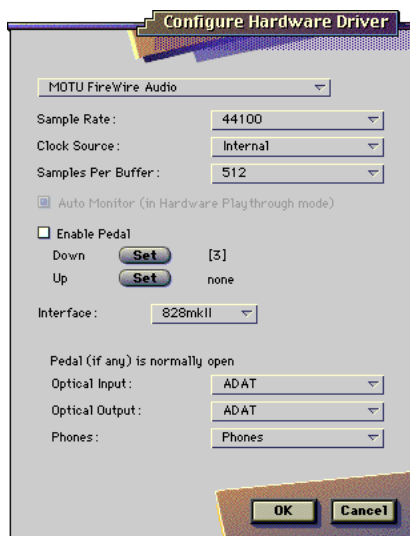 Configure Hardware Driver
MOTU FireWire Audio
Sample Rate: 44100
Clock Source: Internal
Samples Per Buffer: 512
Auto Monitor (in Hardware Playthrough mode)
Enable Pedal
Down Set [3]
Up Set none
Interface: 828mkII
Pedal (if any) is normally open
Optical Input: ADAT
Optical Output: ADAT
Phones: Phones
OK Cancel